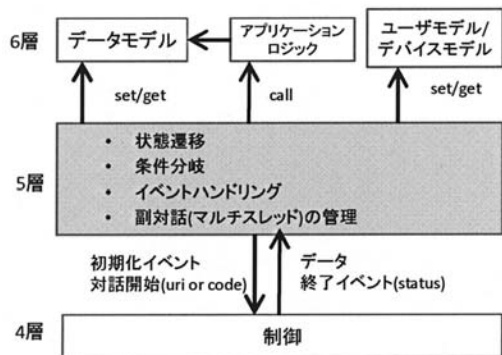 6層
データモデル
アプリケーション
ロジック
ユーザモデル/
デバイスモデル
set/get
call
set/get
5層
• 状態遷移
• 条件分岐
• イベントハンドリング
• 副対話(マルチスレッド)の管理
初期化イベント
対話開始(uri or code)
データ
終了イベント(status)
4層
制御